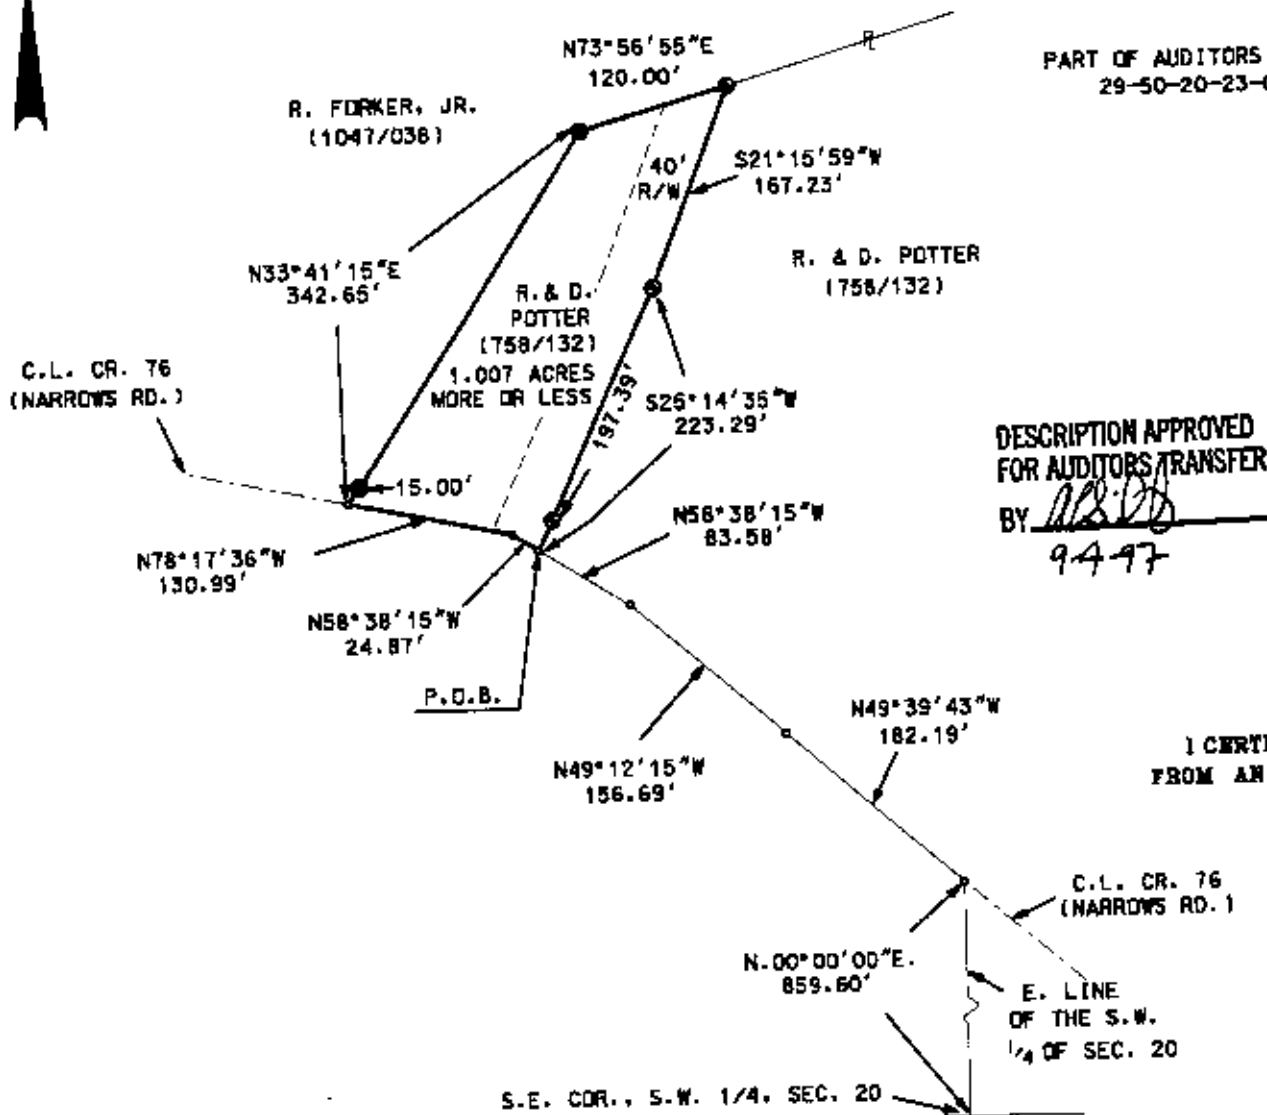 N73°56'55"E
120.00'
PL
PART OF AUDITORS
29-50-20-23-
R. FORKER, JR.
(1047/038)
40'
R/W
S21°15'59"W
167.23'
N33°41'15"E
342.65'
R. & D. POTTER
(758/132)
R. & D.
POTTER
(758/132)
1.007 ACRES
MORE OR LESS
C.L. CR. 76
(NARROWS RD.)
197.39'
S26°14'35"W
223.29'
DESCRIPTION APPROVED
FOR AUDITORS TRANSFER
BY
9-4-97
15.00'
N58°38'15"W
83.58'
N78°17'36"W
130.99'
N58°38'15"W
24.87'
P.O.B.
N49°39'43"W
182.19'
N49°12'15"W
156.69'
I CERTI
FROM AN
C.L. CR. 76
(NARROWS RD.)
N.00°00'00"E.
859.60'
E. LINE
OF THE S.W.
1/4 OF SEC. 20
S.E. COR., S.W. 1/4, SEC. 20